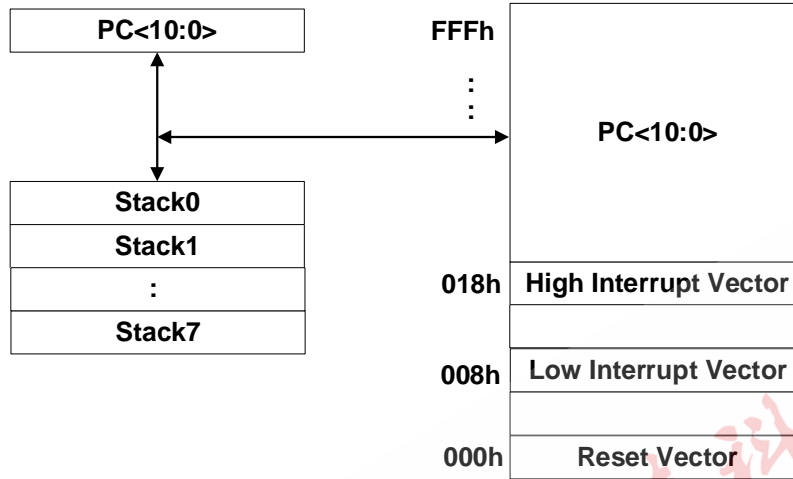 PC<10:0>
Stack0
Stack1
:
Stack7
FFFh
:
:
PC<10:0>
018h High Interrupt Vector
008h Low Interrupt Vector
000h Reset Vector